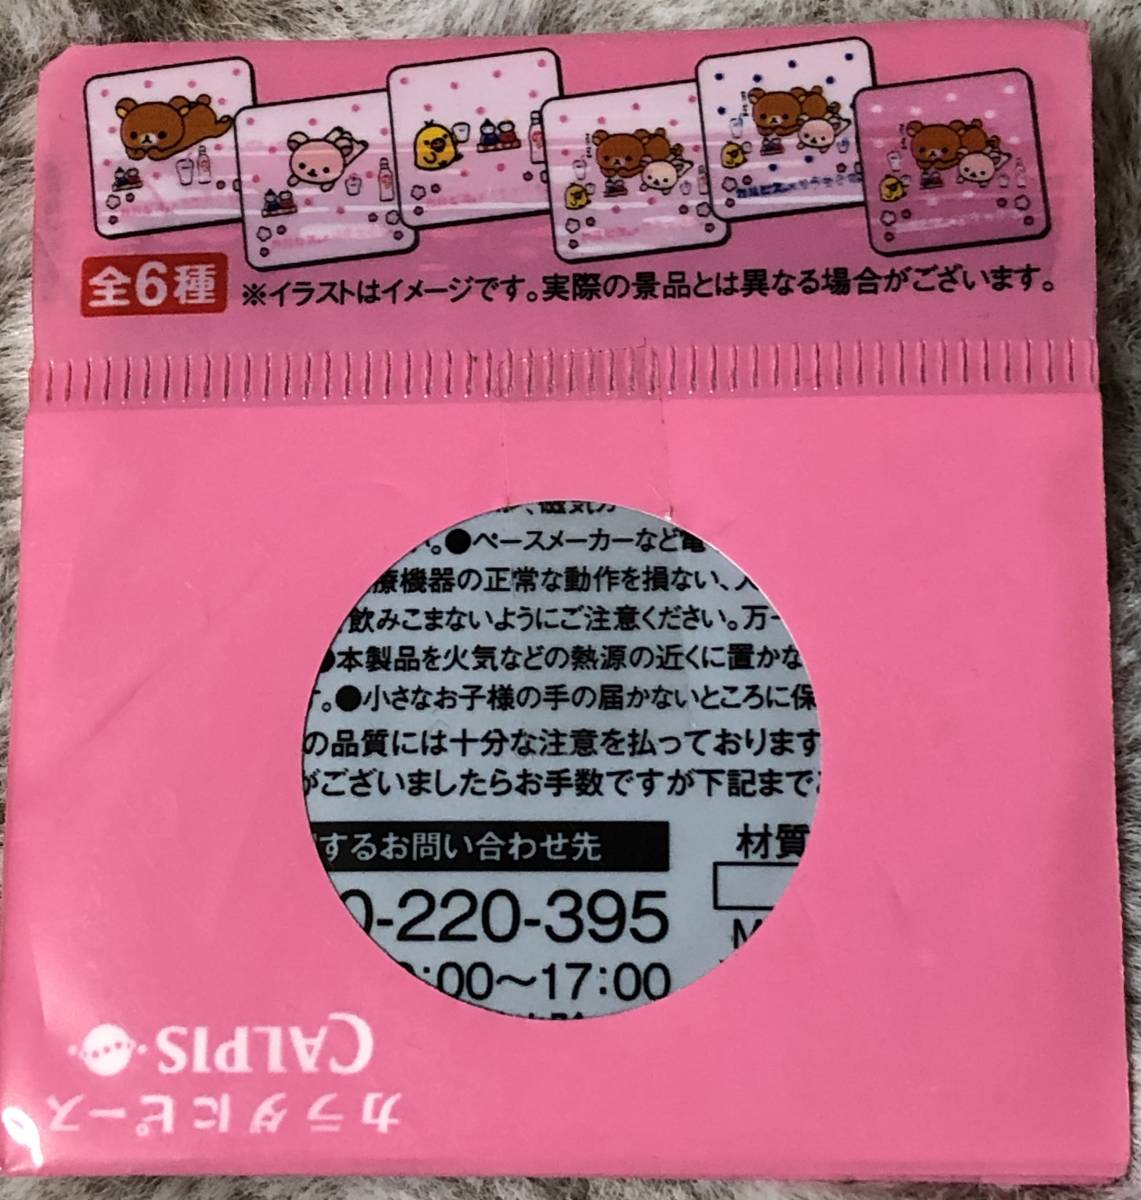 全6種
※イラストはイメージです。実際の景品とは異なる場合がございます。
、磁気カ
。●ペースメーカーなど電
療機器の正常な動作を損ない、
飲みこまないようにご注意ください。万一
●本製品を火気などの熱源の近くに置かな
す。●小さなお子様の手の届かないところに保
の品質には十分な注意を払っております
がございましたらお手数ですが下記まで
するお問い合わせ先
材質
0-220-395
M
:00～17:00
CALPIS
カラダにピース